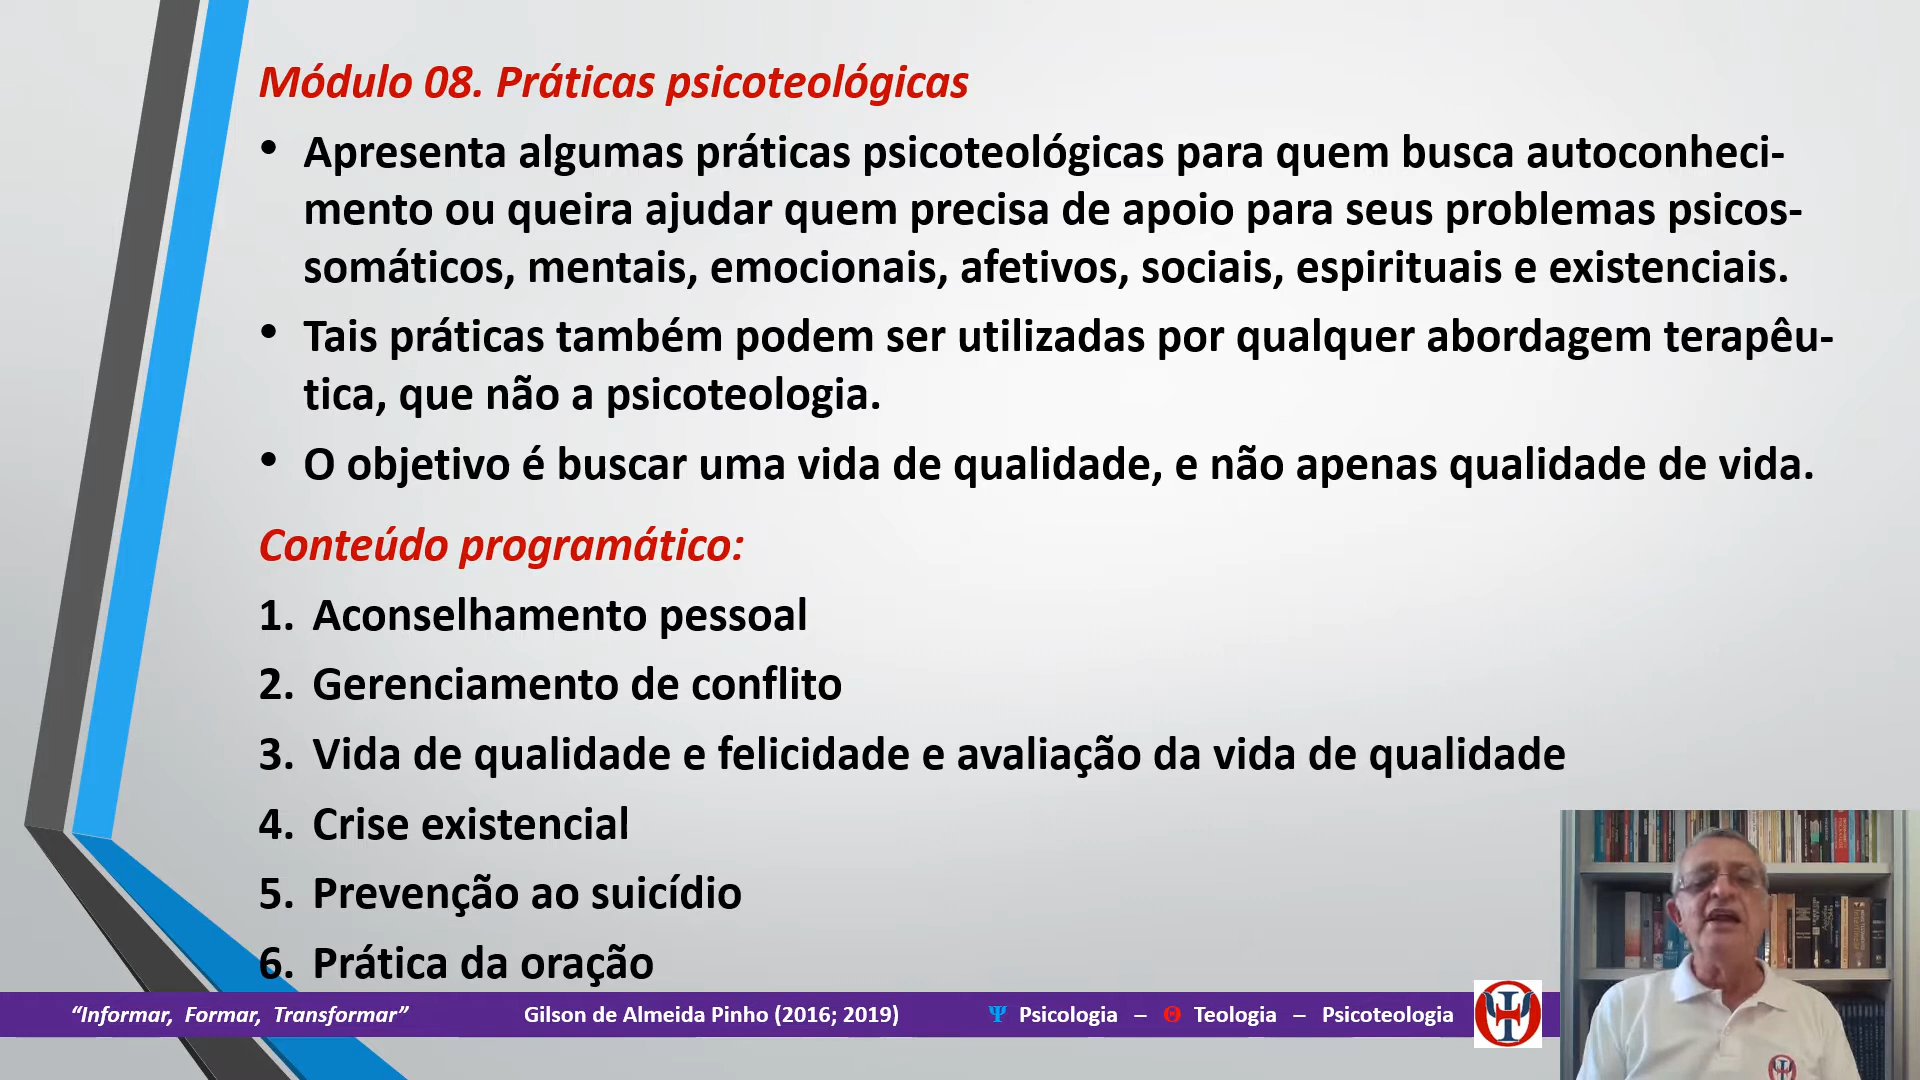 Módulo 08. Práticas psicoteológicas
• Apresenta algumas práticas psicoteológicas para quem busca autoconheci-
mento ou queira ajudar quem precisa de apoio para seus problemas psicos-
somáticos, mentais, emocionais, afetivos, sociais, espirituais e existenciais.
• Tais práticas também podem ser utilizadas por qualquer abordagem terapêu-
tica, que não a psicoteologia.
• O objetivo é buscar uma vida de qualidade, e não apenas qualidade de vida.
Conteúdo programático:
1. Aconselhamento pessoal
2. Gerenciamento de conflito
3. Vida de qualidade e felicidade e avaliação da vida de qualidade
4. Crise existencial
5. Prevenção ao suicídio
6. Prática da oração
“Informar, Formar, Transformar” Gilson de Almeida Pinho (2016; 2019) Ψ Psicologia – Θ Teologia – Psicoteologia